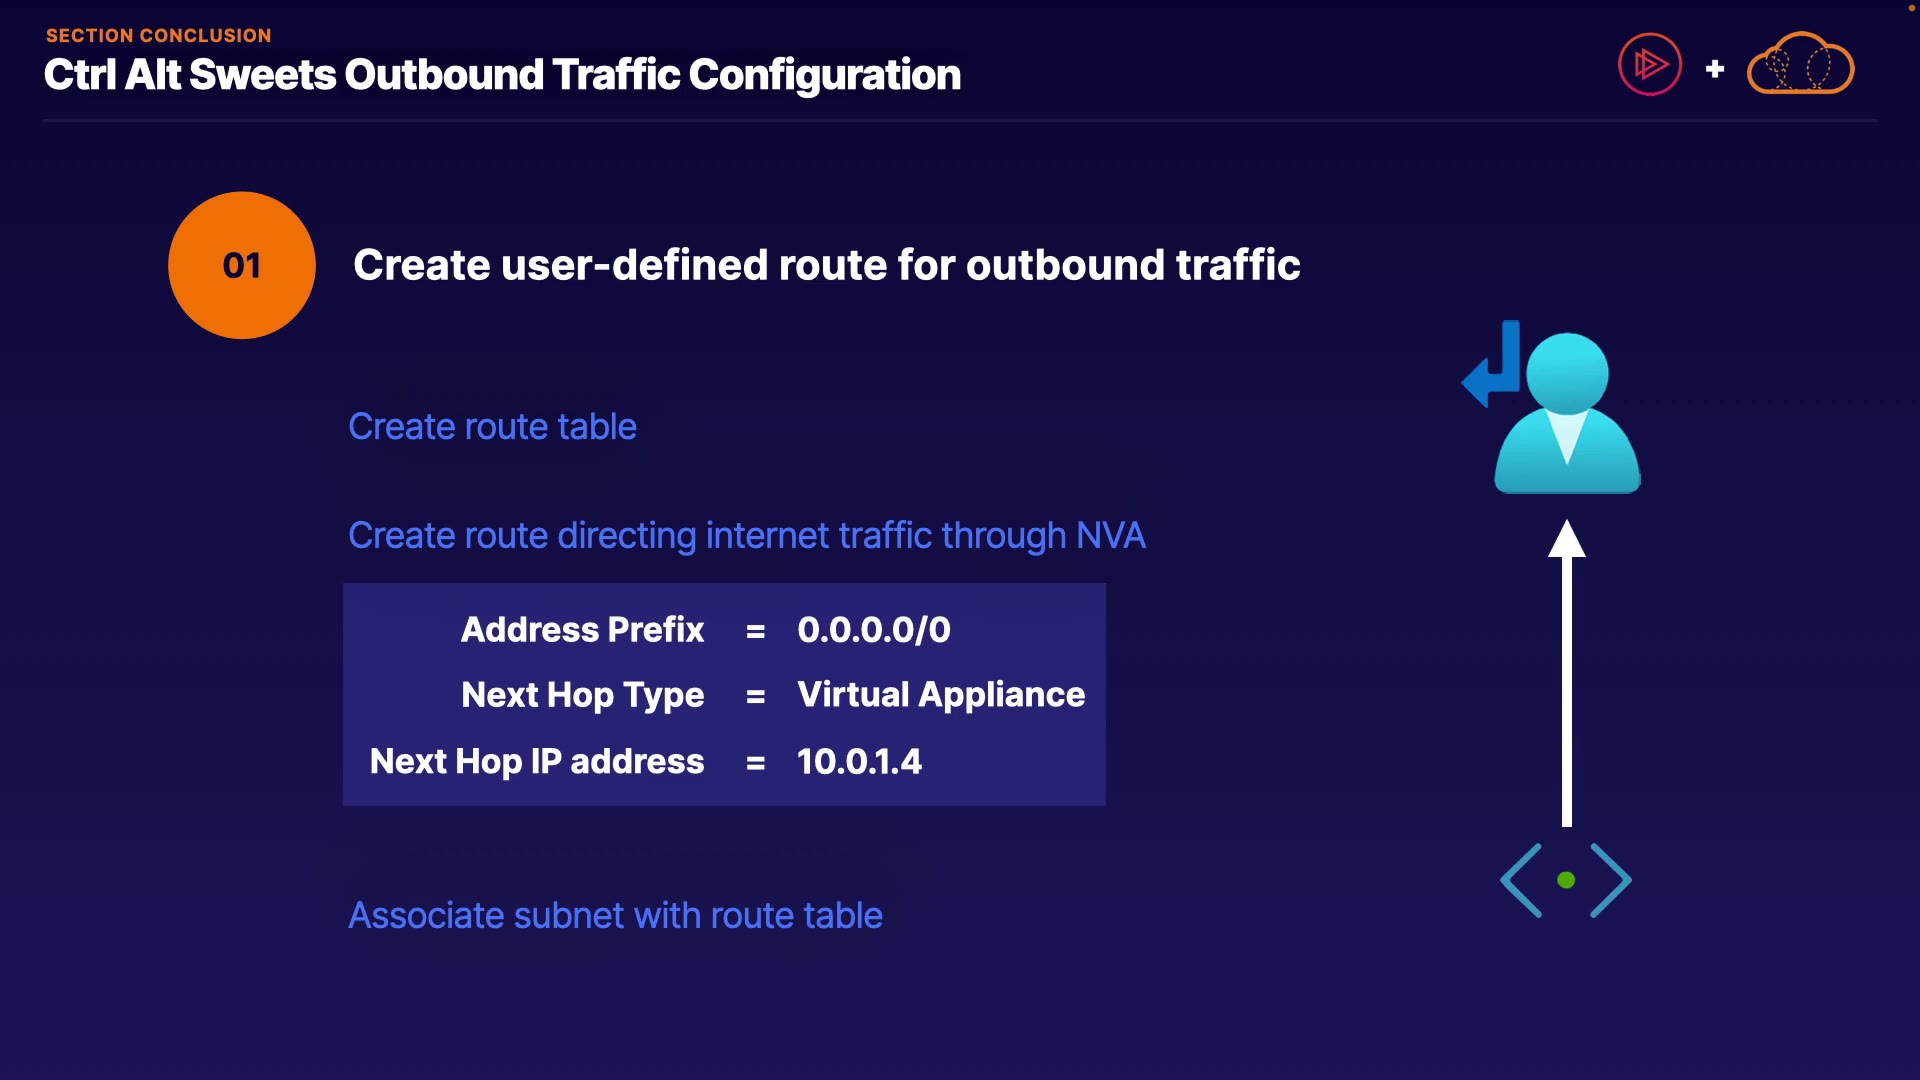 SECTION CONCLUSION
Ctrl Alt Sweets Outbound Traffic Configuration
+
01
Create user-defined route for outbound traffic
Create route table
Create route directing internet traffic through NVA
Address Prefix = 0.0.0.0/0
Next Hop Type = Virtual Appliance
Next Hop IP address = 10.0.1.4
Associate subnet with route table